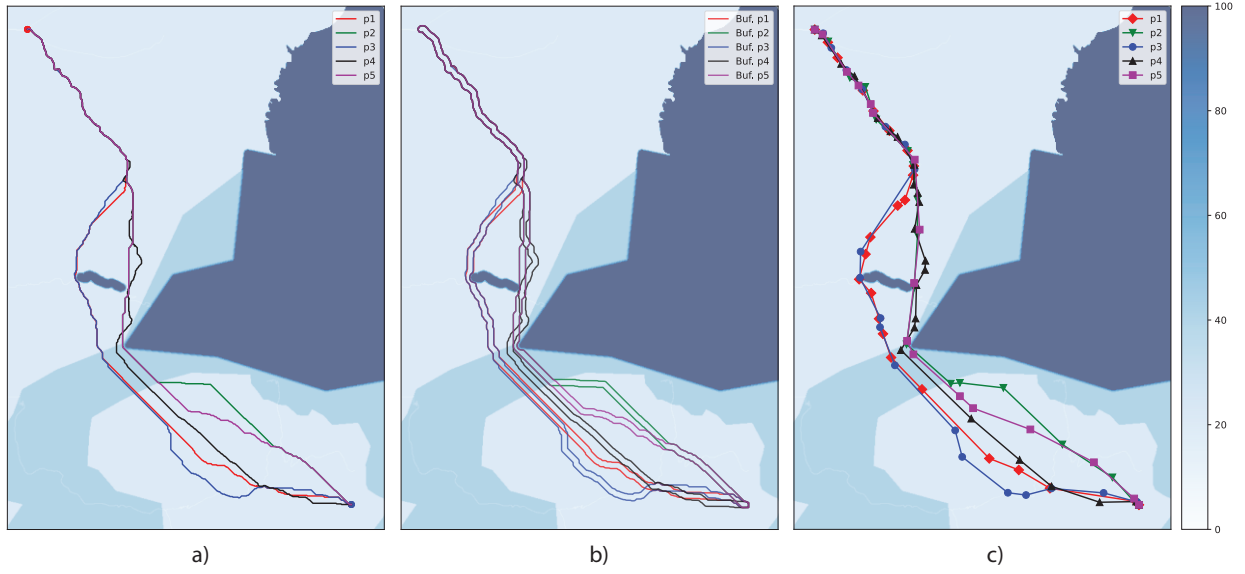 p1
p2
p3
p4
p5
Buf. p1
Buf. p2
Buf. p3
Buf. p4
Buf. p5
p1
p2
p3
p4
p5
100
80
60
40
20
0
a)
b)
c)